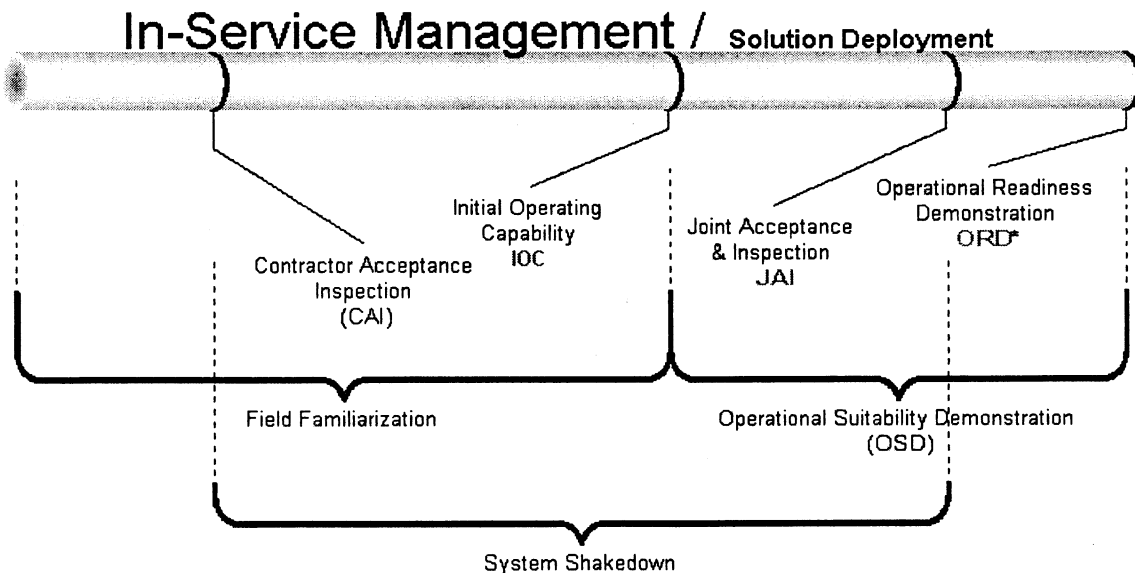 In-Service Management / Solution Deployment
Initial Operating
Capability
IOC
Contractor Acceptance
Inspection
(CAI)
Joint Acceptance
& Inspection
JAI
Operational Readiness
Demonstration
ORD*
Field Familiarization
Operational Suitability Demonstration
(OSD)
System Shakedown